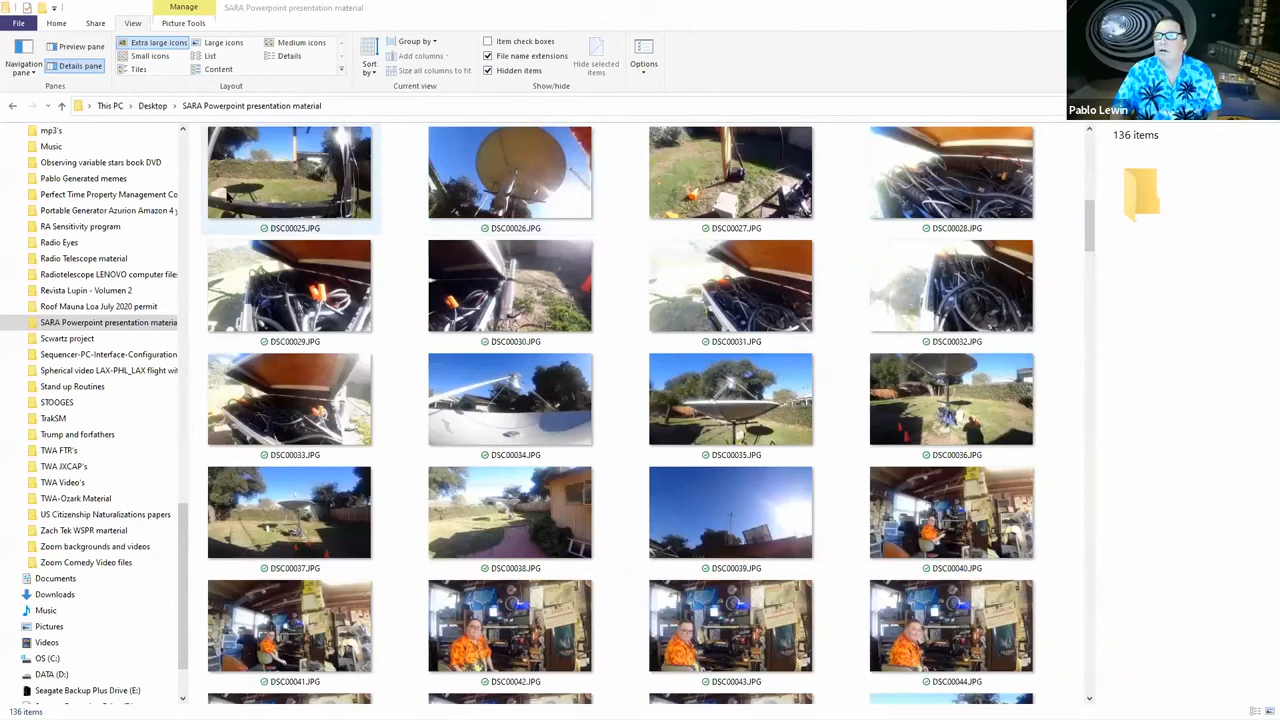 Manage
SARA Powerpoint presentation material
File
Home
Share
View
Picture Tools
Navigation pane
Preview pane
Details pane
Panes
Extra large icons
Large icons
Medium icons
Small icons
List
Details
Tiles
Content
Layout
Sort by
Group by
Add columns
Size all columns to fit
Current view
Item check boxes
File name extensions
Hidden items
Hide selected items
Show/hide
Options
Pablo Lewin
This PC
Desktop
SARA Powerpoint presentation material
136 items
mp3's
Music
Observing variable stars book DVD
Pablo Generated memes
Perfect Time Property Management Co
Portable Generator Azurion Amazon 4 y
RA Sensitivity program
Radio Eyes
Radio Telescope material
Radiotelescope LENOVO computer files
Revista Lupin - Volumen 2
Roof Mauna Loa July 2020 permit
SARA Powerpoint presentation materia
Scwartz project
Sequencer-PC-Interface-Configuration
Spherical video LAX-PHL_LAX flight wit
Stand up Routines
STOOGES
TrakSM
Trump and forfathers
TWA FTR's
TWA JXCAP's
TWA Video's
TWA-Ozark Material
US Citizenship Naturalizations papers
Zach Tek WSPR marterial
Zoom backgrounds and videos
Zoom Comedy Video files
Documents
Downloads
Music
Pictures
Videos
OS (C:)
DATA (D:)
Seagate Backup Plus Drive (E:)
DSC00025.JPG
DSC00026.JPG
DSC00027.JPG
DSC00028.JPG
DSC00029.JPG
DSC00030.JPG
DSC00031.JPG
DSC00032.JPG
DSC00033.JPG
DSC00034.JPG
DSC00035.JPG
DSC00036.JPG
DSC00037.JPG
DSC00038.JPG
DSC00039.JPG
DSC00040.JPG
DSC00041.JPG
DSC00042.JPG
DSC00043.JPG
DSC00044.JPG
136 items